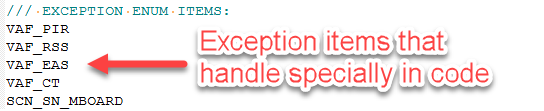 /// EXCEPTION ENUM ITEMS:
VAF_PIR
VAF_RSS
VAF_EAS
VAF_CT
SCN_SN_MBOARD
Exception items that
handle specially in code